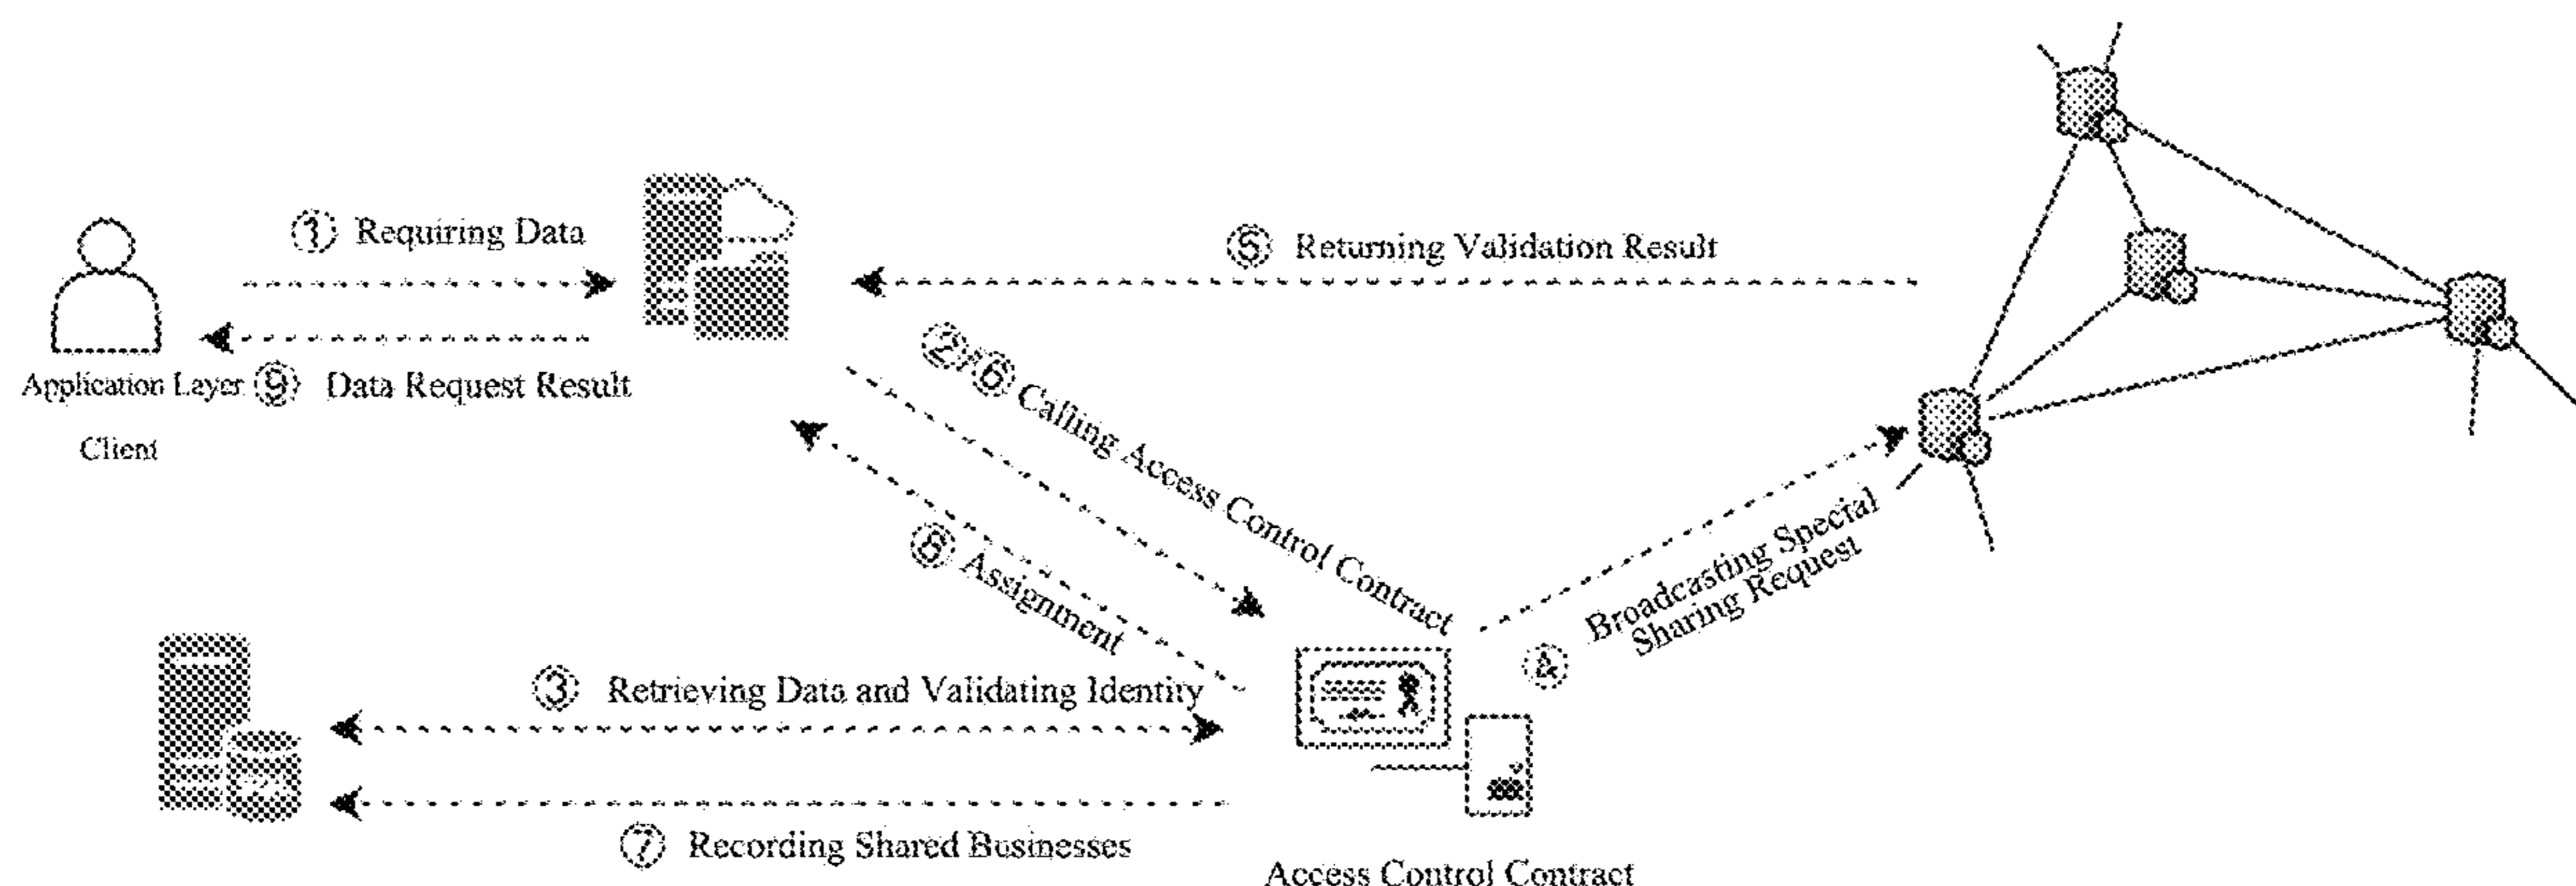 ① Requiring Data
⑤ Returning Validation Result
②/⑥ Calling Access Control Contract
Application Layer
Client
⑨ Data Request Result
⑧ Assignment
④ Broadcasting Special
Sharing Request
③ Retrieving Data and Validating Identity
⑦ Recording Shared Businesses
Access Control Contract